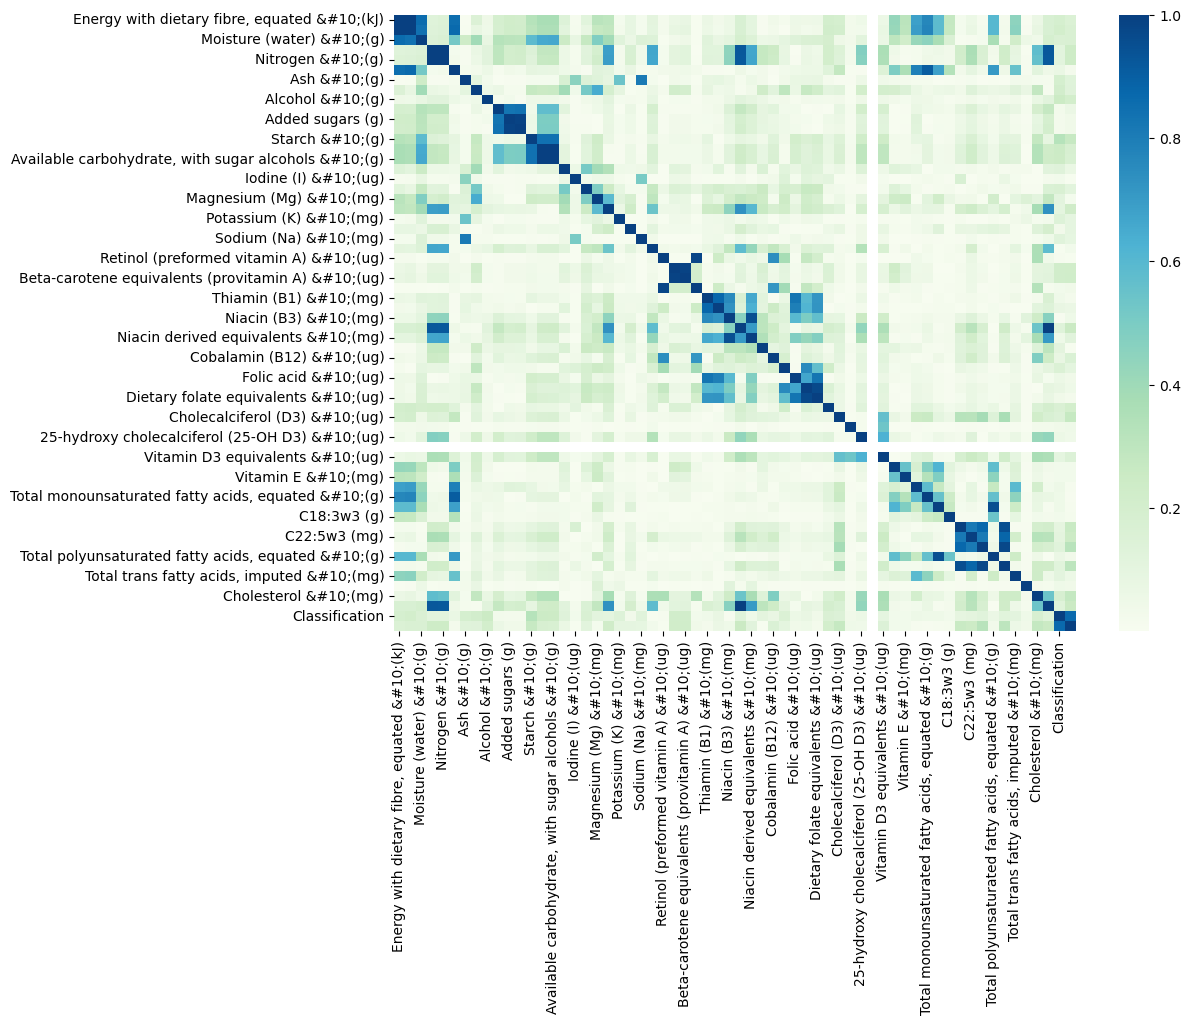 Energy with dietary fibre, equated &#10;(kJ)
Moisture (water) &#10;(g)
Nitrogen &#10;(g)
Ash &#10;(g)
Alcohol &#10;(g)
Added sugars (g)
Starch &#10;(g)
Available carbohydrate, with sugar alcohols &#10;(g)
Iodine (I) &#10;(ug)
Magnesium (Mg) &#10;(mg)
Potassium (K) &#10;(mg)
Sodium (Na) &#10;(mg)
Retinol (preformed vitamin A) &#10;(ug)
Beta-carotene equivalents (provitamin A) &#10;(ug)
Thiamin (B1) &#10;(mg)
Niacin (B3) &#10;(mg)
Niacin derived equivalents &#10;(mg)
Cobalamin (B12) &#10;(ug)
Folic acid &#10;(ug)
Dietary folate equivalents &#10;(ug)
Cholecalciferol (D3) &#10;(ug)
25-hydroxy cholecalciferol (25-OH D3) &#10;(ug)
Vitamin D3 equivalents &#10;(ug)
Vitamin E &#10;(mg)
Total monounsaturated fatty acids, equated &#10;(g)
C18:3w3 (g)
C22:5w3 (mg)
Total polyunsaturated fatty acids, equated &#10;(g)
Total trans fatty acids, imputed &#10;(mg)
Cholesterol &#10;(mg)
Classification
Energy with dietary fibre, equated &#10;(kJ)
Moisture (water) &#10;(g)
Nitrogen &#10;(g)
Ash &#10;(g)
Alcohol &#10;(g)
Added sugars (g)
Starch &#10;(g)
Available carbohydrate, with sugar alcohols &#10;(g)
Iodine (I) &#10;(ug)
Magnesium (Mg) &#10;(mg)
Potassium (K) &#10;(mg)
Sodium (Na) &#10;(mg)
Retinol (preformed vitamin A) &#10;(ug)
Beta-carotene equivalents (provitamin A) &#10;(ug)
Thiamin (B1) &#10;(mg)
Niacin (B3) &#10;(mg)
Niacin derived equivalents &#10;(mg)
Cobalamin (B12) &#10;(ug)
Folic acid &#10;(ug)
Dietary folate equivalents &#10;(ug)
Cholecalciferol (D3) &#10;(ug)
25-hydroxy cholecalciferol (25-OH D3) &#10;(ug)
Vitamin D3 equivalents &#10;(ug)
Vitamin E &#10;(mg)
Total monounsaturated fatty acids, equated &#10;(g)
C18:3w3 (g)
C22:5w3 (mg)
Total polyunsaturated fatty acids, equated &#10;(g)
Total trans fatty acids, imputed &#10;(mg)
Cholesterol &#10;(mg)
Classification
1.0
0.8
0.6
0.4
0.2